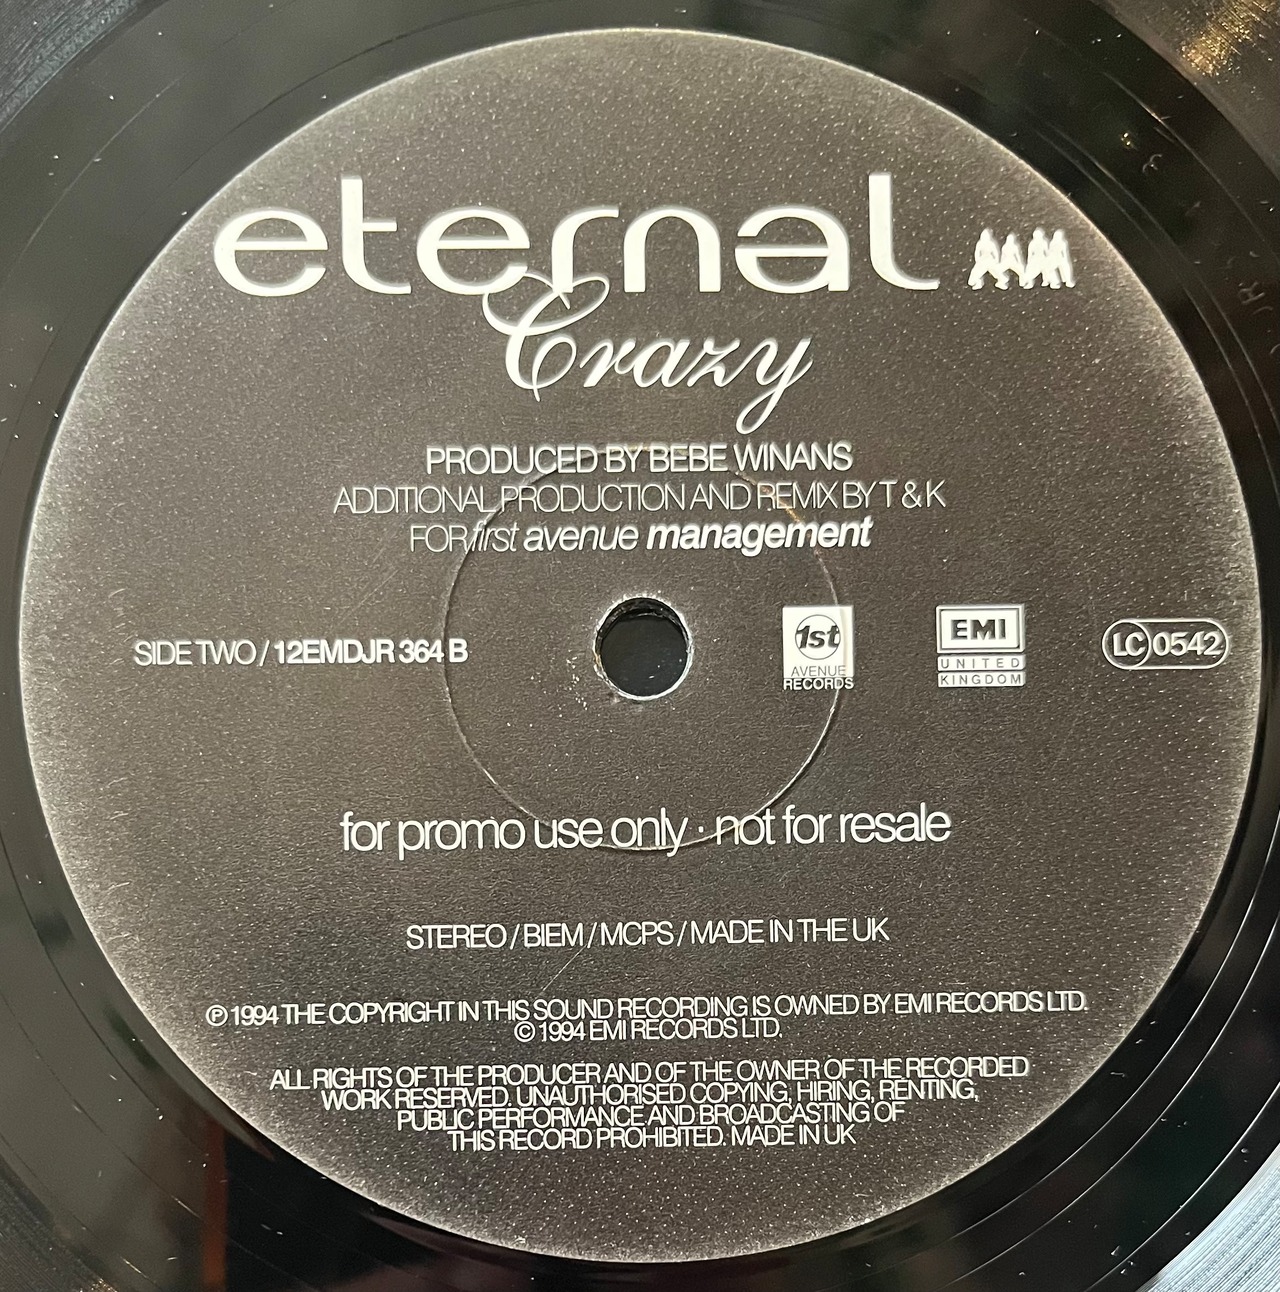 eternal
Crazy
PRODUCED BY BEBE WINANS
ADDITIONAL PRODUCTION AND REMIX BY T & K
FOR first avenue management
SIDE TWO / 12EMDJR 364 B
1st
AVENUE
RECORDS
EMI
UNITED
KINGDOM
LC 0542
for promo use only · not for resale
STEREO / BIEM / MCPS / MADE IN THE UK
℗ 1994 THE COPYRIGHT IN THIS SOUND RECORDING IS OWNED BY EMI RECORDS LTD.
© 1994 EMI RECORDS LTD.
ALL RIGHTS OF THE PRODUCER AND OF THE OWNER OF THE RECORDED
WORK RESERVED. UNAUTHORISED COPYING, HIRING, RENTING,
PUBLIC PERFORMANCE AND BROADCASTING OF
THIS RECORD PROHIBITED. MADE IN UK